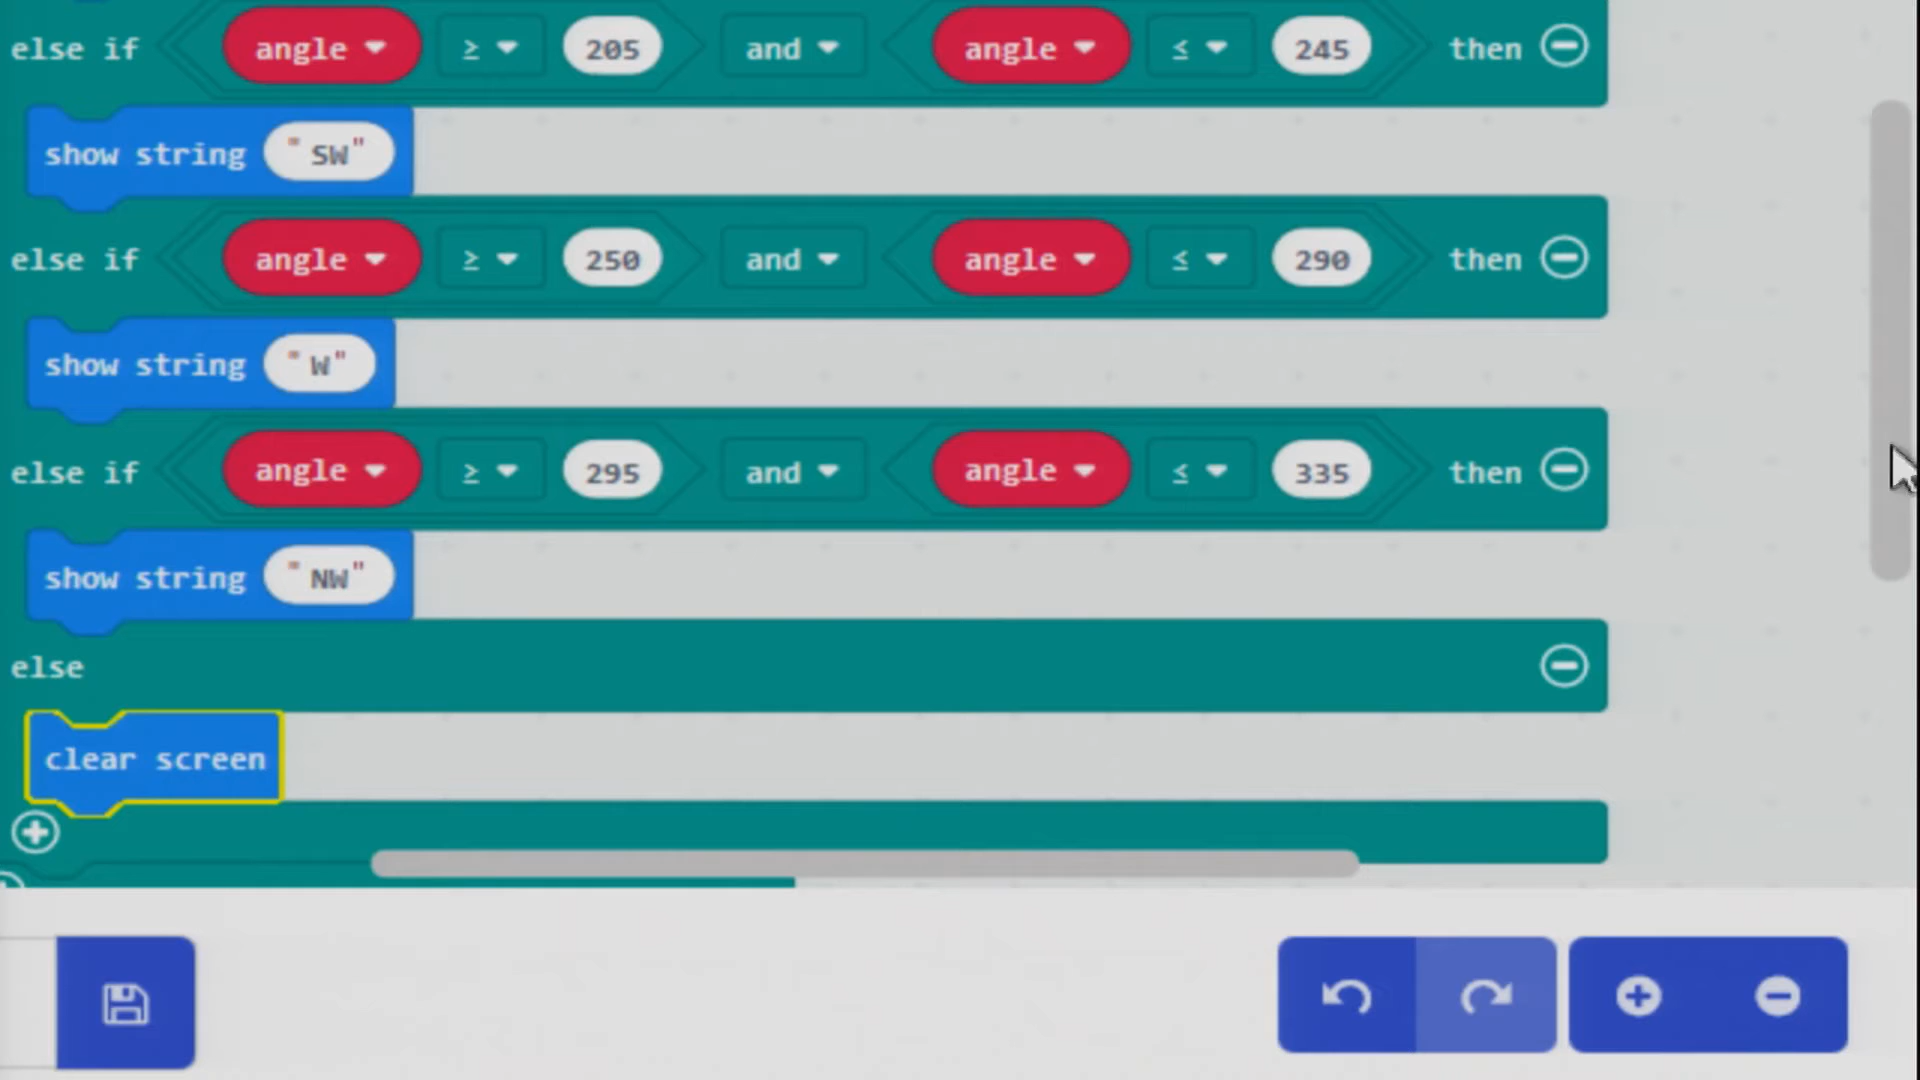 else if angle ≥ 205 and angle ≤ 245 then
show string "SW"
else if angle ≥ 250 and angle ≤ 290 then
show string "W"
else if angle ≥ 295 and angle ≤ 335 then
show string "NW"
else
clear screen